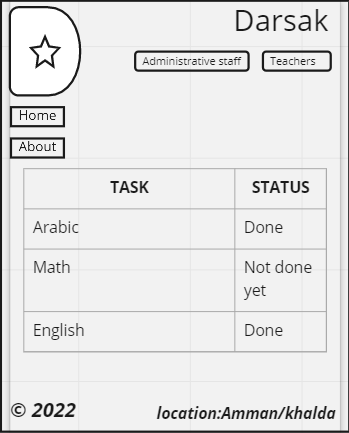 Darsak
Administrative staff
Teachers
Home
About
TASK STATUS
Arabic Done
Math Not done
yet
English Done
© 2022
location:Amman/khalda